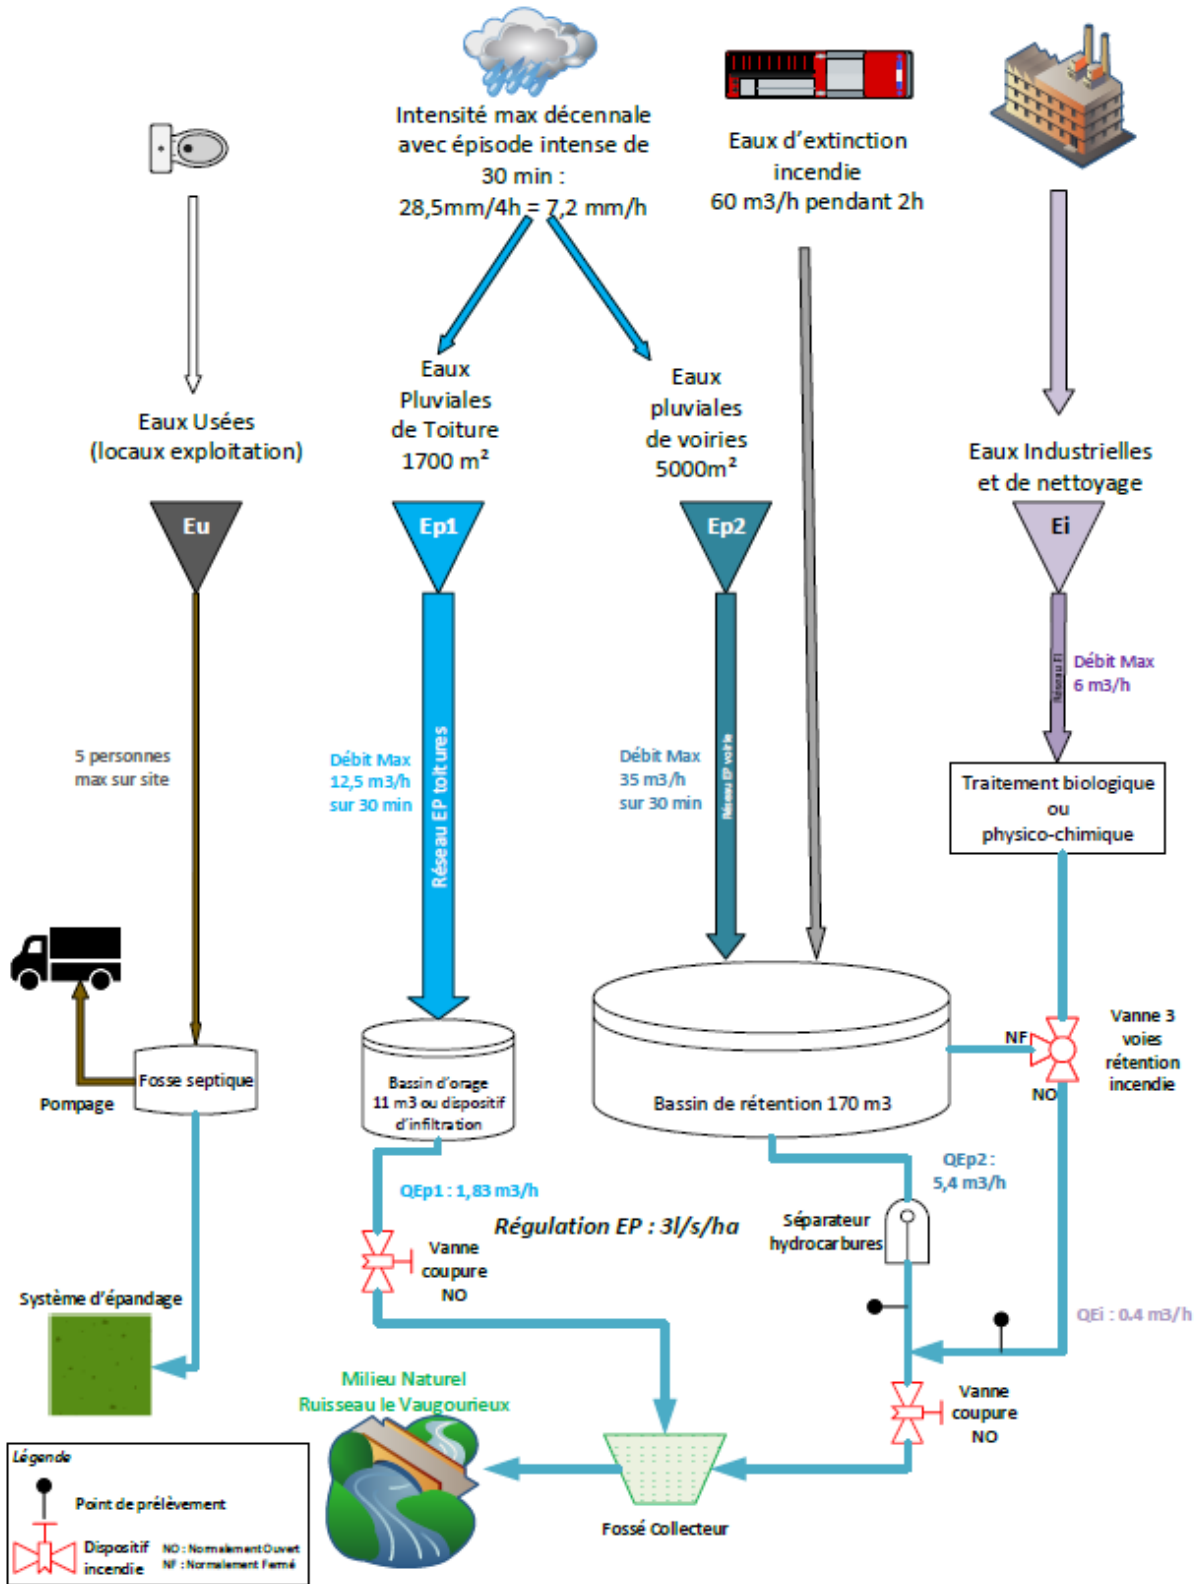 Intensité max décennale
avec épisode intense de
30 min :
28,5mm/4h = 7,2 mm/h
Eaux d'extinction
incendie
60 m3/h pendant 2h
Eaux Usées
(locaux exploitation)
Eaux
Pluviales
de Toiture
1700 m²
Eaux
pluviales
de voiries
5000m²
Eaux Industrielles
et de nettoyage
Eu
Ep1
Ep2
Ei
5 personnes
max sur site
Débit Max
12,5 m3/h
sur 30 min
Réseau EP toitures
Débit Max
35 m3/h
sur 30 min
Réseau EP voirie
Réseau EI
Débit Max
6 m3/h
Traitement biologique
ou
physico-chimique
Fosse septique
Pompage
Bassin d'orage
11 m3 ou dispositif
d'infiltration
Bassin de rétention 170 m3
NF
NO
Vanne 3
voies
rétention
incendie
QEp1 : 1,83 m3/h
QEp2 :
5,4 m3/h
Régulation EP : 3l/s/ha
Vanne
coupure
NO
Séparateur
hydrocarbures
QEi : 0.4 m3/h
Système d'épandage
Milieu Naturel
Ruisseau le Vaugourieux
Vanne
coupure
NO
Fossé Collecteur
Légende
Point de prélèvement
Dispositif
incendie
NO : Normalement Ouvert
NF : Normalement Fermé